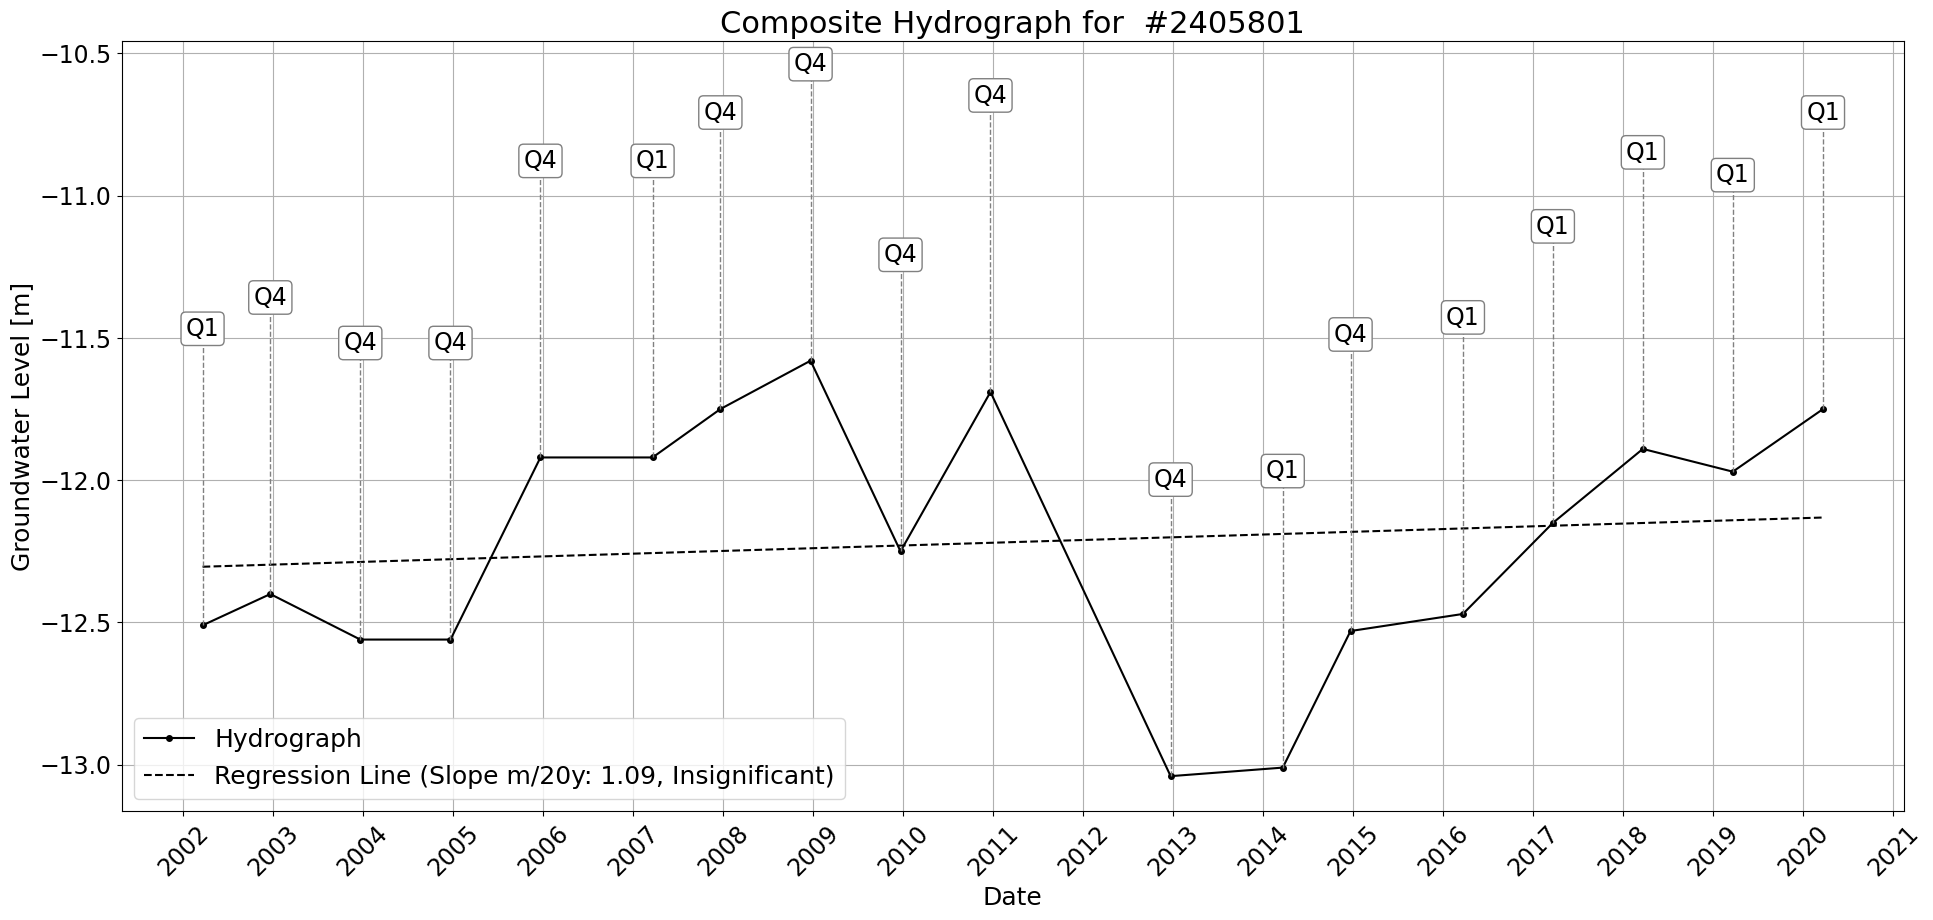 Composite Hydrograph for  #2405801
Groundwater Level [m]
−10.5
−11.0
−11.5
−12.0
−12.5
−13.0
Q1
Q4
Q4
Q4
Q4
Q1
Q4
Q4
Q4
Q4
Q4
Q1
Q4
Q1
Q1
Q1
Q1
Q1
Hydrograph
Regression Line (Slope m/20y: 1.09, Insignificant)
2002
2003
2004
2005
2006
2007
2008
2009
2010
2011
2012
2013
2014
2015
2016
2017
2018
2019
2020
2021
Date